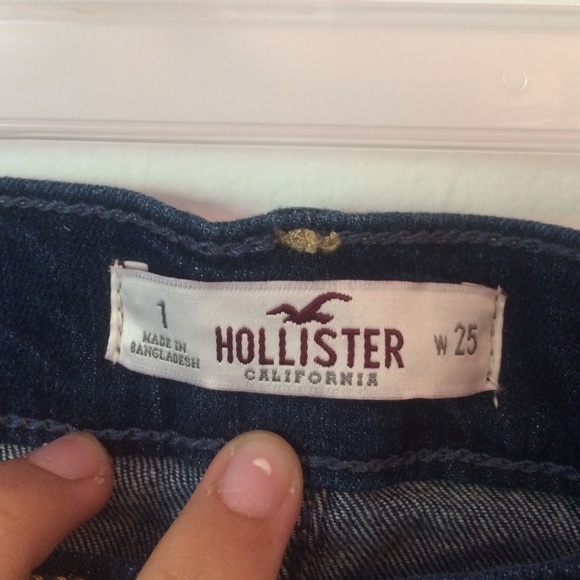 1
MADE IN
BANGLADESH
HOLLISTER
CALIFORNIA
W 25